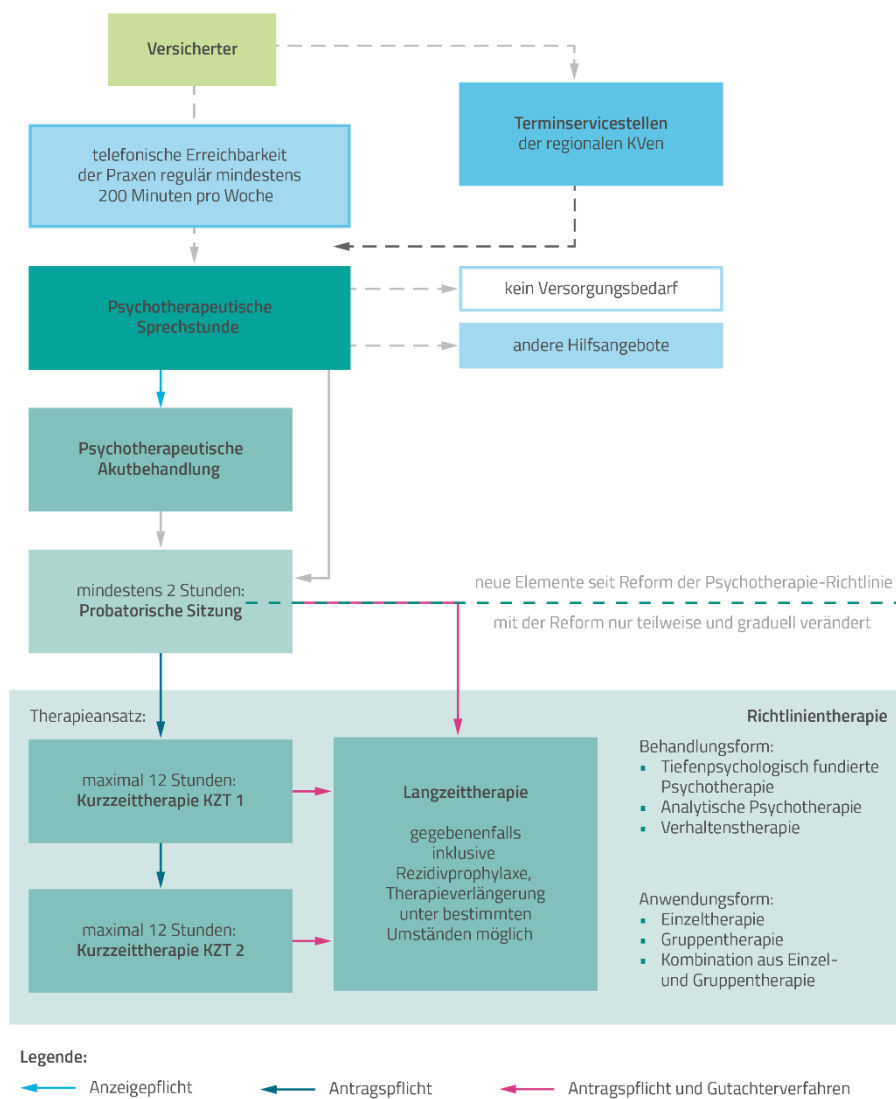 Versicherter
Terminservicestellen
der regionalen KVen
telefonische Erreichbarkeit
der Praxen regulär mindestens
200 Minuten pro Woche
Psychotherapeutische
Sprechstunde
kein Versorgungsbedarf
andere Hilfsangebote
Psychotherapeutische
Akutbehandlung
mindestens 2 Stunden:
Probatorische Sitzung
neue Elemente seit Reform der Psychotherapie-Richtlinie
mit der Reform nur teilweise und graduell verändert
Therapieansatz:
Richtlinientherapie
maximal 12 Stunden:
Kurzzeittherapie KZT 1
maximal 12 Stunden:
Kurzzeittherapie KZT 2
Langzeittherapie
gegebenenfalls
inklusive
Rezidivprophylaxe,
Therapieverlängerung
unter bestimmten
Umständen möglich
Behandlungsform:
Tiefenpsychologisch fundierte
Psychotherapie
Analytische Psychotherapie
Verhaltenstherapie
Anwendungsform:
Einzeltherapie
Gruppentherapie
Kombination aus Einzel-
und Gruppentherapie
Legende:
Anzeigepflicht
Antragspflicht
Antragspflicht und Gutachterverfahren